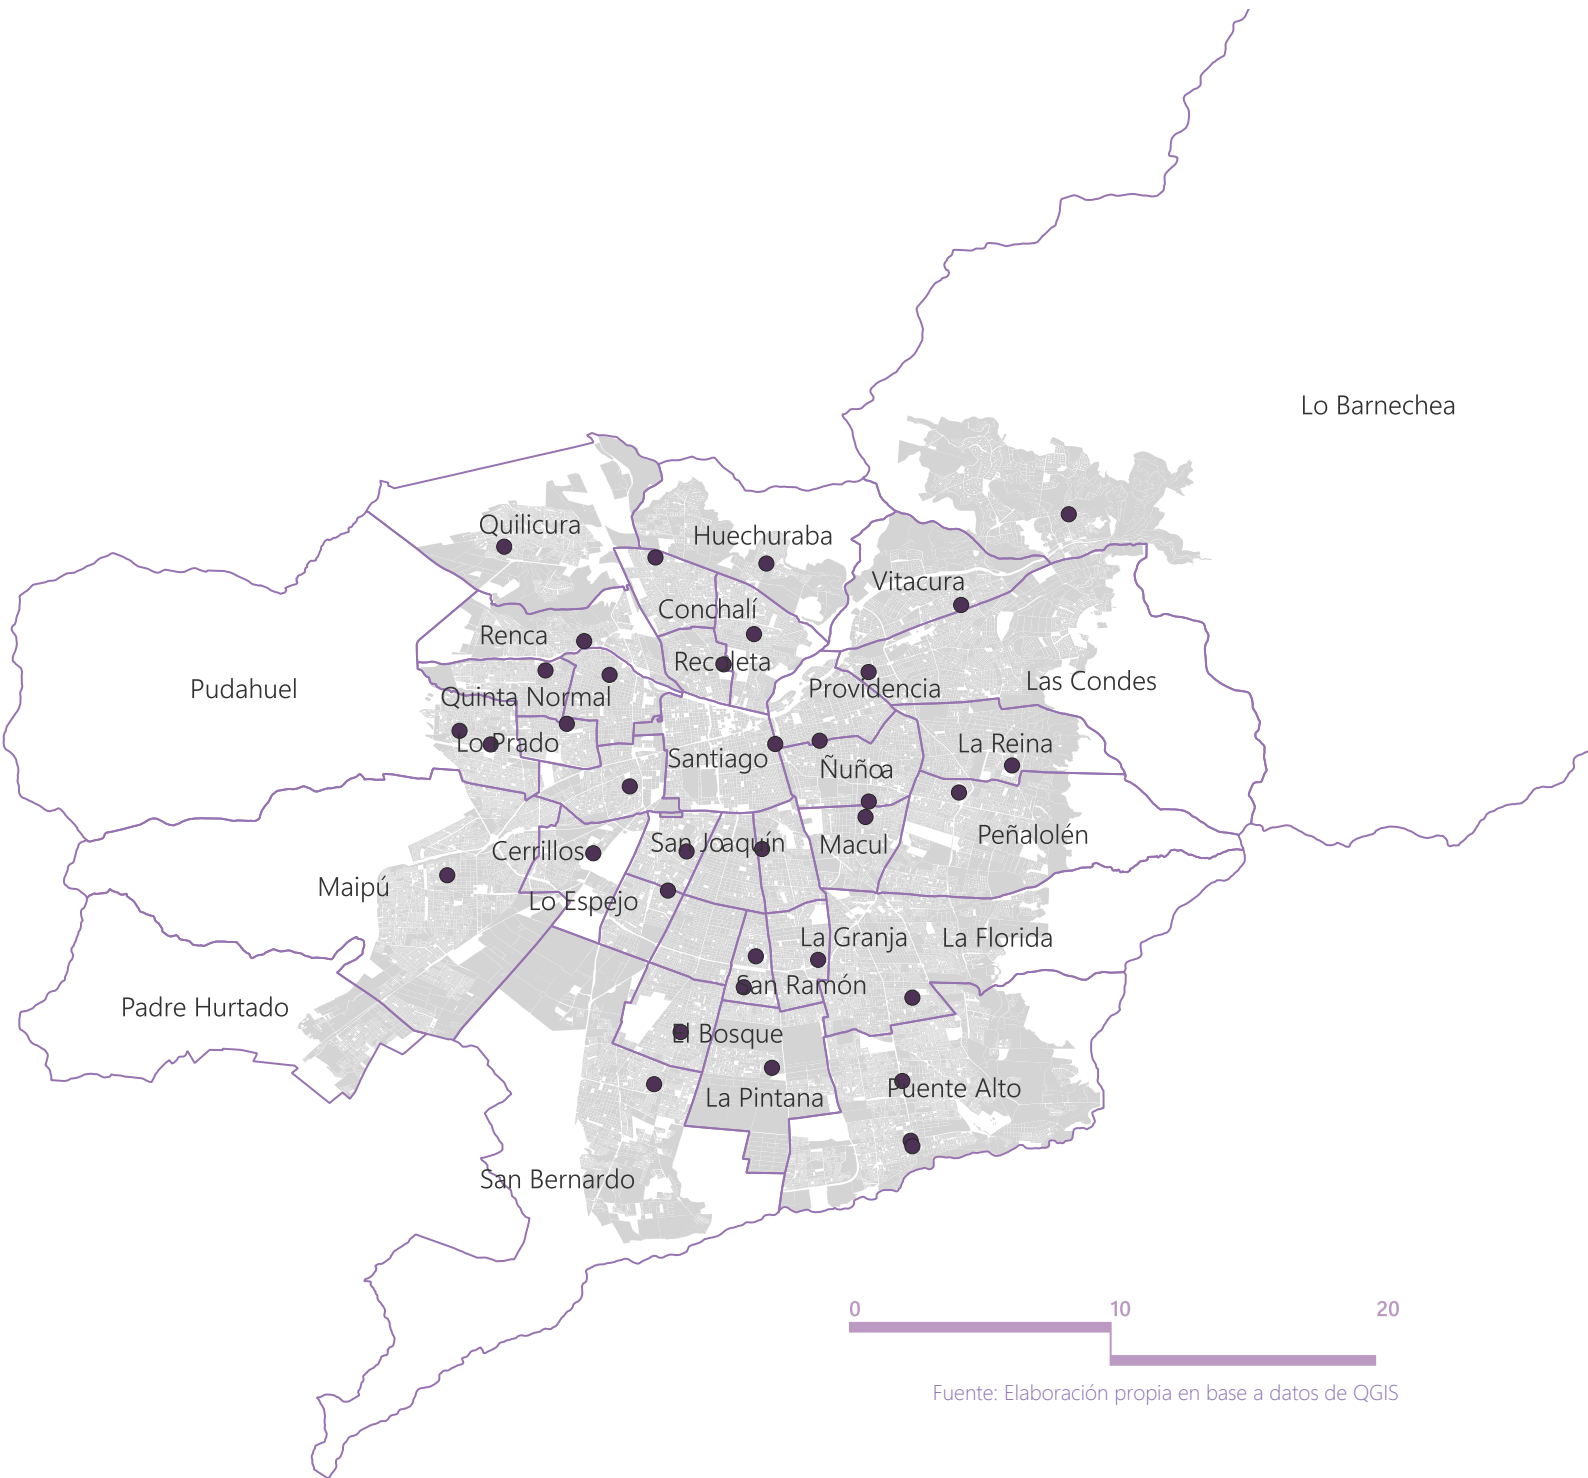 Lo Barnechea
Quilicura
Huechuraba
Vitacura
Conchalí
Renca
Recoleta
Las Condes
Pudahuel
Providencia
Quinta Normal
Lo Prado
La Reina
Santiago
Ñuñoa
Peñalolén
San Joaquín
Macul
Cerrillos
Maipú
Lo Espejo
La Granja
La Florida
San Ramón
Padre Hurtado
El Bosque
Puente Alto
La Pintana
San Bernardo
0 10 20
Fuente: Elaboración propia en base a datos de QGIS